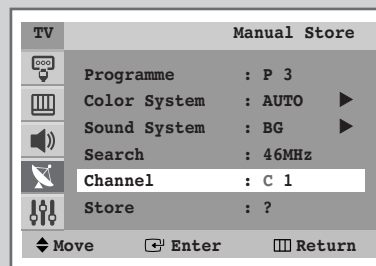 TV Manual Store
Programme : P 3
Color System : AUTO ▶
Sound System : BG ▶
Search : 46MHz
Channel : C 1
Store : ?
Move Enter Return